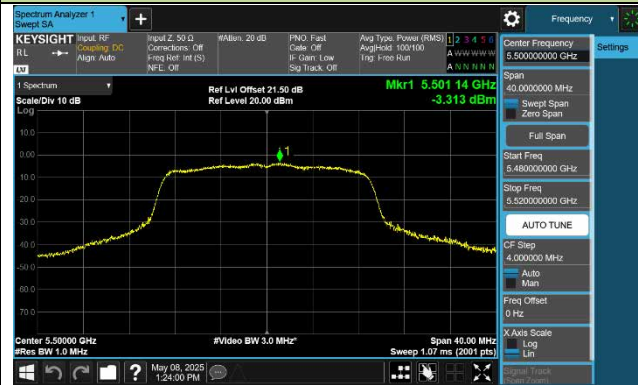 Spectrum Analyzer 1
Swept SA
Frequency
KEYSIGHT
Input: RF
Input Z: 50 Ω
#Atten: 20 dB
PNO: Fast
Avg Type: Power (RMS)
1 2 3 4 5 6
RL
Coupling: DC
Corrections: Off
Gate: Off
Avg|Hold: 100/100
A W W W W W
Align: Auto
Freq Ref: Int (S)
IF Gain: Low
Trig: Free Run
NFE: Off
Sig Track: Off
A N N N N N
LXI
1 Spectrum
Scale/Div 10 dB
Ref Lvl Offset 21.50 dB
Ref Level 20.00 dBm
Mkr1 5.501 14 GHz
-3.313 dBm
Log
10.0
0.00
10.0
20.0
30.0
40.0
50.0
60.0
70.0
1
Center 5.50000 GHz
#Res BW 1.0 MHz
#Video BW 3.0 MHz*
Span 40.00 MHz
Sweep 1.07 ms (2001 pts)
Center Frequency
5.500000000 GHz
Settings
Span
40.0000000 MHz
Swept Span
Zero Span
Full Span
Start Freq
5.480000000 GHz
Stop Freq
5.520000000 GHz
AUTO TUNE
CF Step
4.000000 MHz
Auto
Man
Freq Offset
0 Hz
X Axis Scale
Log
Lin
Signal Track
(Span Zoom)
May 08, 2025
1:24:00 PM